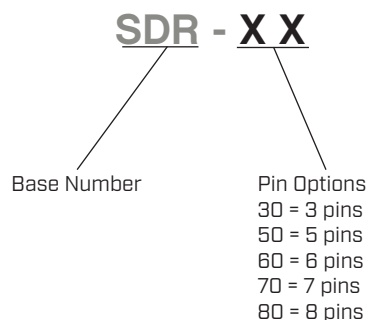 SDR - X X
Base Number
Pin Options
30 = 3 pins
50 = 5 pins
60 = 6 pins
70 = 7 pins
80 = 8 pins